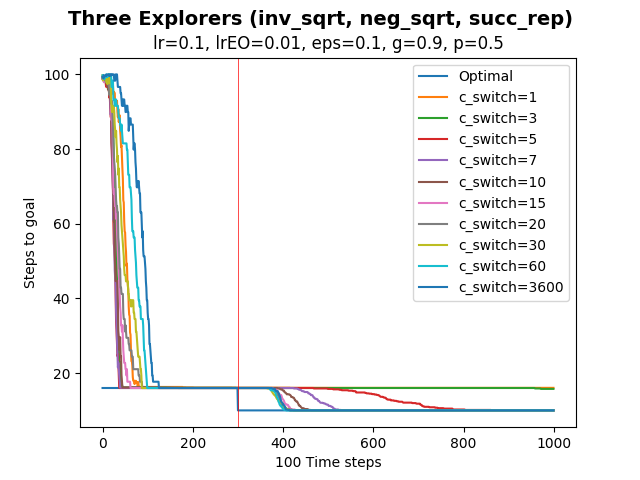 Three Explorers (inv_sqrt, neg_sqrt, succ_rep)
lr=0.1, lrEO=0.01, eps=0.1, g=0.9, p=0.5
Steps to goal
100
80
60
40
20
Optimal
c_switch=1
c_switch=3
c_switch=5
c_switch=7
c_switch=10
c_switch=15
c_switch=20
c_switch=30
c_switch=60
c_switch=3600
0 200 400 600 800 1000
100 Time steps